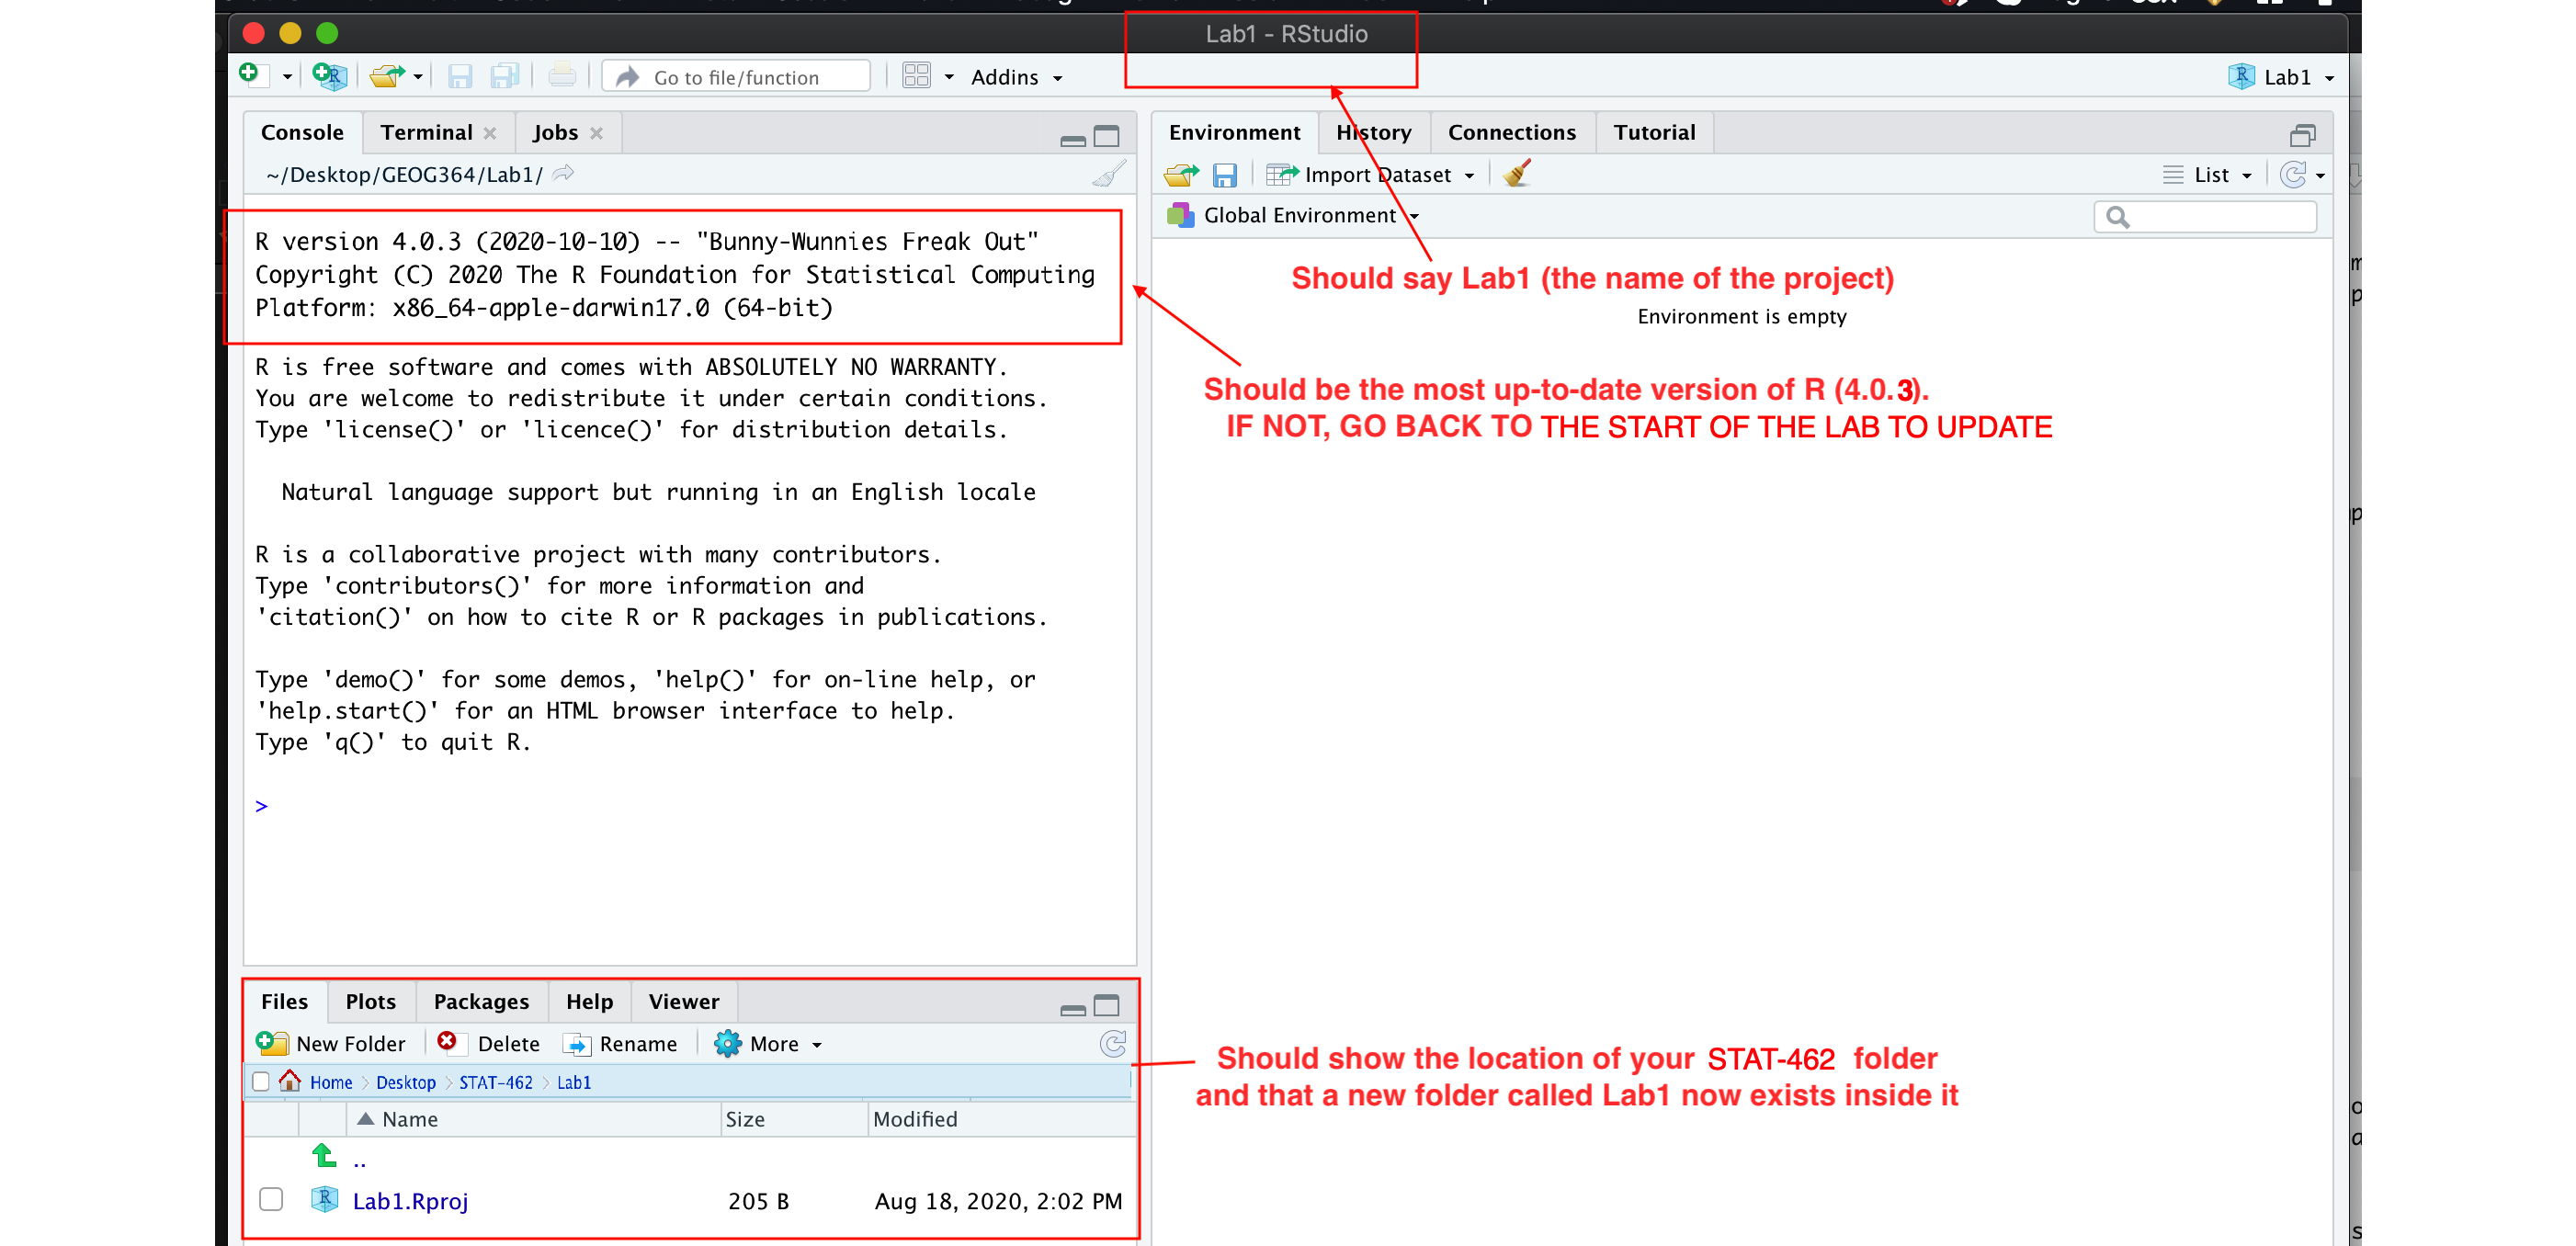 Lab1 - RStudio
Go to file/function
Addins
Lab1
Console
Terminal
Jobs
~/Desktop/GEOG364/Lab1/
R version 4.0.3 (2020-10-10) -- "Bunny-Wunnies Freak Out"
Copyright (C) 2020 The R Foundation for Statistical Computing
Platform: x86_64-apple-darwin17.0 (64-bit)
R is free software and comes with ABSOLUTELY NO WARRANTY.
You are welcome to redistribute it under certain conditions.
Type 'license()' or 'licence()' for distribution details.
Natural language support but running in an English locale
R is a collaborative project with many contributors.
Type 'contributors()' for more information and
'citation()' on how to cite R or R packages in publications.
Type 'demo()' for some demos, 'help()' for on-line help, or
'help.start()' for an HTML browser interface to help.
Type 'q()' to quit R.
>
Environment
History
Connections
Tutorial
Import Dataset
List
Global Environment
Should say Lab1 (the name of the project)
Environment is empty
Should be the most up-to-date version of R (4.0.3).
IF NOT, GO BACK TO THE START OF THE LAB TO UPDATE
Files
Plots
Packages
Help
Viewer
New Folder
Delete
Rename
More
Home > Desktop > STAT-462 > Lab1
Name
Size
Modified
..
Lab1.Rproj
205 B
Aug 18, 2020, 2:02 PM
Should show the location of your STAT-462 folder
and that a new folder called Lab1 now exists inside it